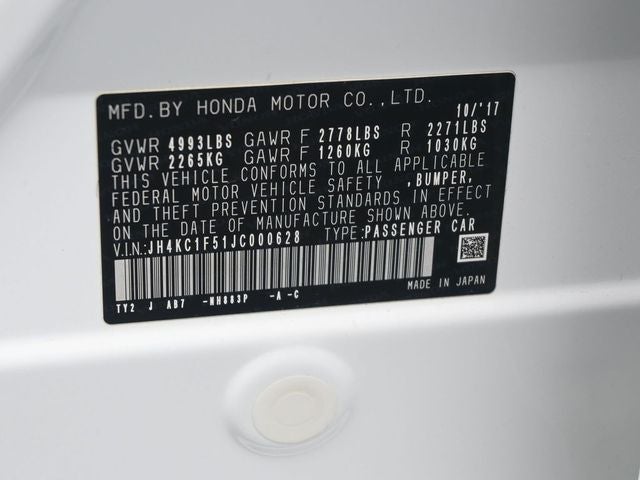 MFD.BY HONDA MOTOR CO.,LTD. 10/'17
GVWR 4993LBS GAWR F 2778LBS R 2271LBS
GVWR 2265KG GAWR F 1260KG R 1030KG
THIS VEHICLE CONFORMS TO ALL APPLICABLE
FEDERAL MOTOR VEHICLE SAFETY ,BUMPER,
AND THEFT PREVENTION STANDARDS IN EFFECT
ON THE DATE OF MANUFACTURE SHOWN ABOVE.
V.I.N:JH4KC1F51JC000628 TYPE:PASSENGER CAR
TY2 J AB7 -NH883P -A -C MADE IN JAPAN